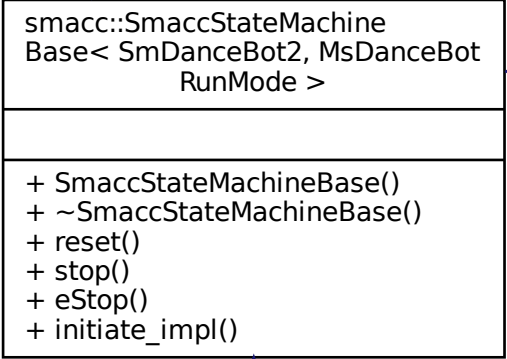 smacc::SmaccStateMachine
Base< SmDanceBot2, MsDanceBot
RunMode >
+ SmaccStateMachineBase()
+ ~SmaccStateMachineBase()
+ reset()
+ stop()
+ eStop()
+ initiate_impl()